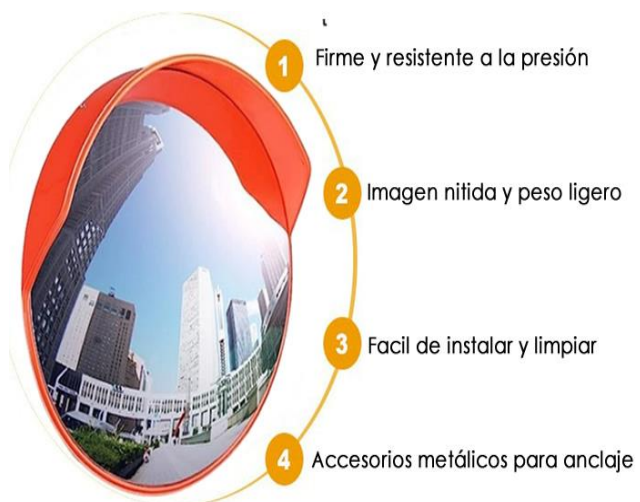 1 Firme y resistente a la presión
2 Imagen nitida y peso ligero
3 Facil de instalar y limpiar
4 Accesorios metálicos para anclaje